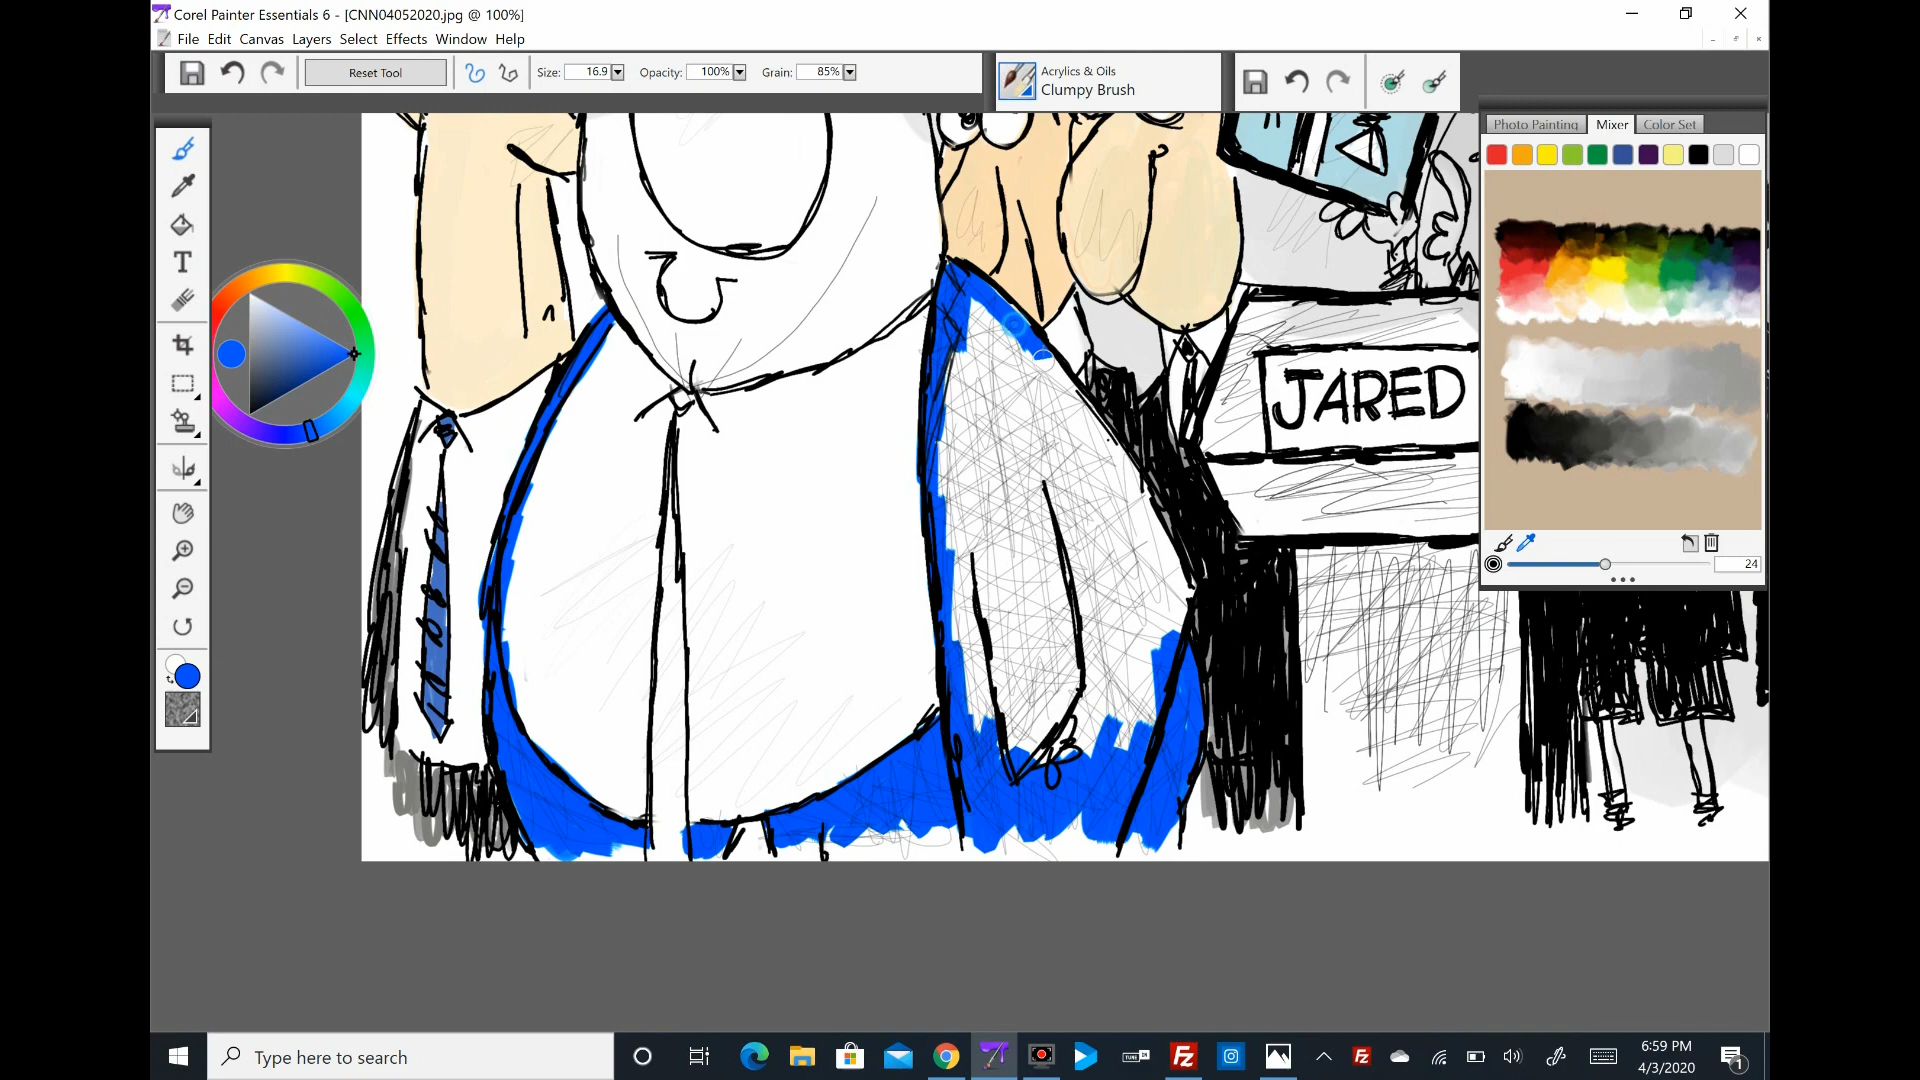 Corel Painter Essentials 6 - [CNN04052020.jpg @ 100%]
File Edit Canvas Layers Select Effects Window Help
Reset Tool
Size: 16.9
Opacity: 100%
Grain: 85%
Acrylics & Oils
Clumpy Brush
Photo Painting Mixer Color Set
JARED
24
Type here to search
6:59 PM
4/3/2020
1